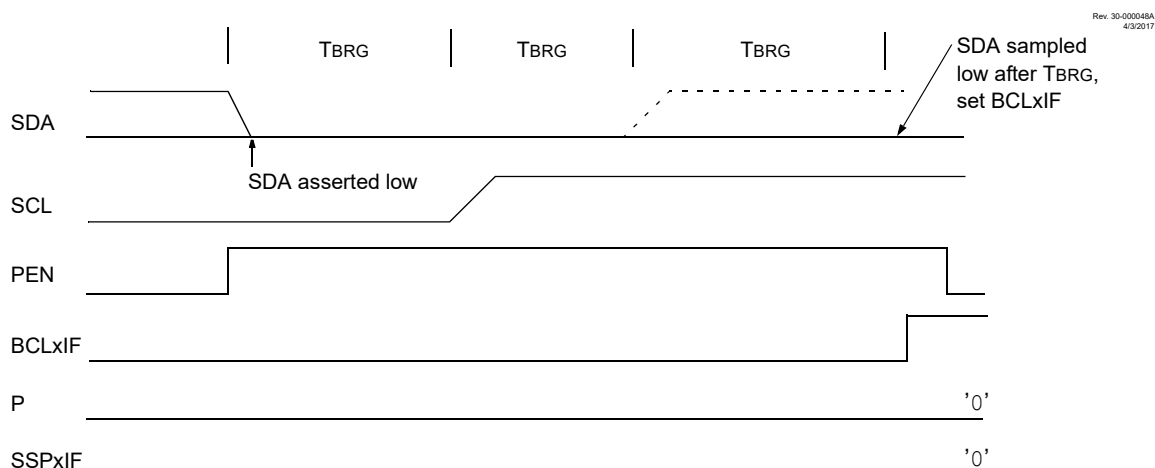 Rev. 30-000048A
4/3/2017
TBRG
TBRG
TBRG
SDA sampled
low after TBRG,
set BCLxIF
SDA
SDA asserted low
SCL
PEN
BCLxIF
P
'0'
SSPxIF
'0'